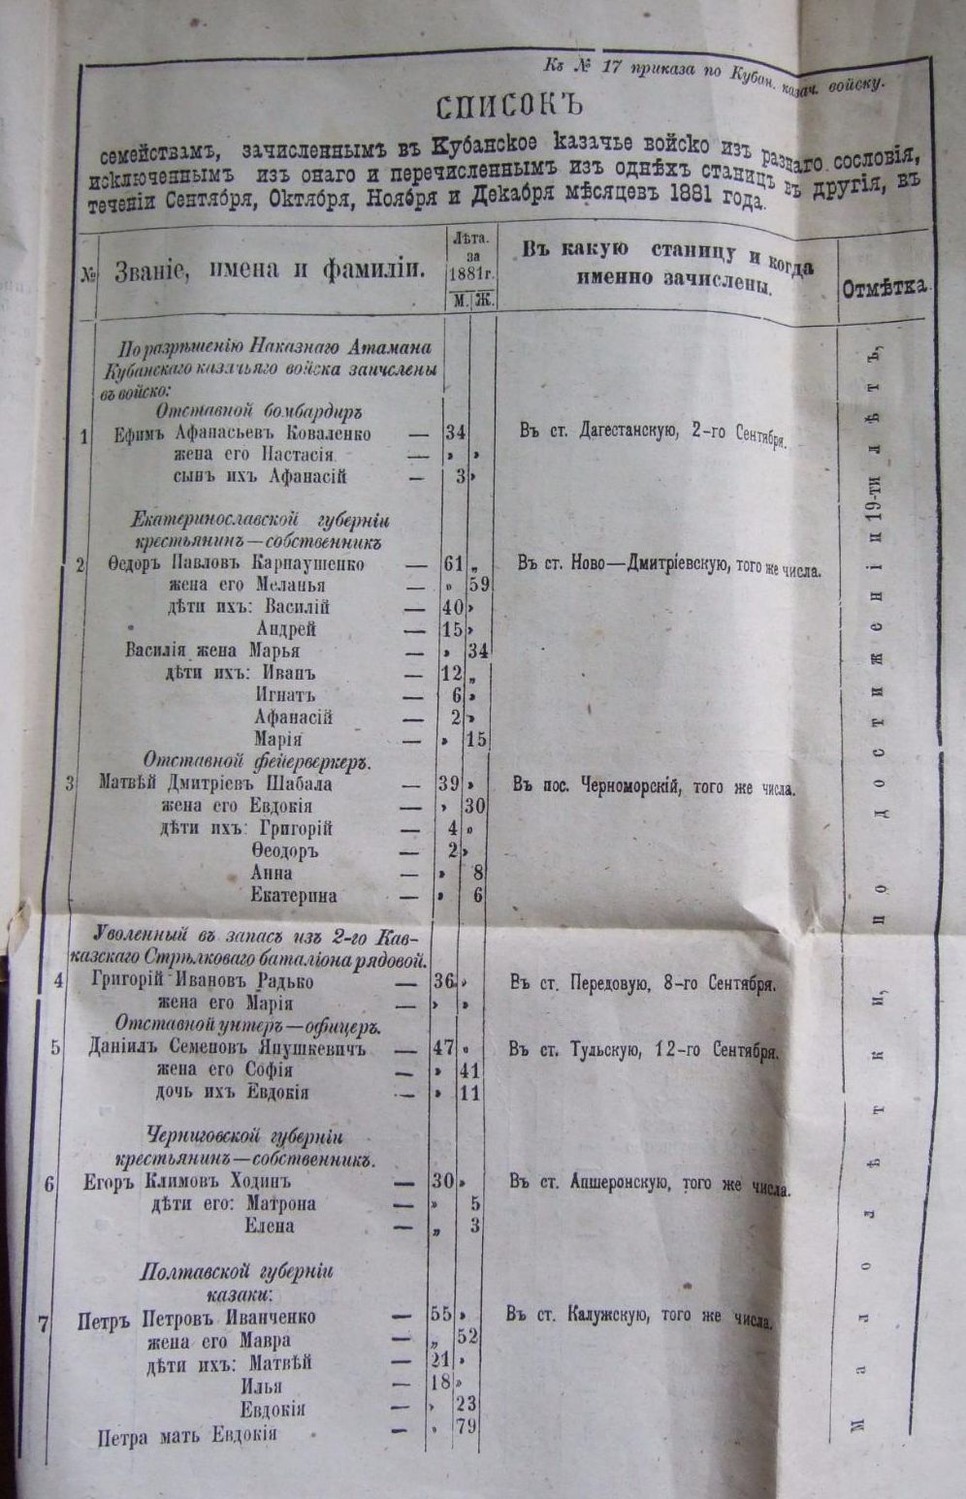 Къ № 17 приказа по Кубан. казач. войску.
СПИСОКЪ
семействамъ, зачисленнымъ въ Кубанское казачье войско изъ разнаго сословія,
исключеннымъ изъ онаго и перечисленнымъ изъ однѣхъ станицъ въ другія, въ
теченіи Сентября, Октября, Ноября и Декабря мѣсяцевъ 1881 года.
№ Званіе, имена и фамиліи. Лѣта. за 1881г. М. Ж. Въ какую станицу и когда именно зачислены. Отмѣтка
По разрѣшенію Наказнаго Атамана
Кубанскаго казачьяго войска зачислены
въ войско:
Отставной бомбардиръ
1 Ефимъ Афанасьевъ Коваленко — 34 Въ ст. Дагестанскую, 2-го Сентября.
жена его Настасія — » »
сынъ ихъ Афанасій — 3 »
Екатеринославской губерніи
крестьянинъ—собственникъ
2 Ѳедоръ Павловъ Карпаушенко — 61 „ Въ ст. Ново—Дмитріевскую, того же числа.
жена его Меланья — » 59
дѣти ихъ: Василій — 40 »
Андрей — 15 »
Василія жена Марья — » 34
дѣти ихъ: Иванъ — 12 „
Игнатъ — 6 »
Афанасій — 2 »
Марія — » 15
Отставной фейерверкеръ.
3 Матвѣй Дмитріевъ Шабала — 39 » Въ пос. Черноморскій, того же числа.
жена его Евдокія — » 30
дѣти ихъ: Григорій — 4 »
Ѳеодоръ — 2 »
Анна — » 8
Екатерина — » 6
Уволенный въ запасъ изъ 2-го Кав-
казскаго Стрѣлковаго баталіона рядовой.
4 Григорій Ивановъ Радько — 36 » Въ ст. Передовую, 8-го Сентября.
жена его Марія — » »
Отставной унтеръ—офицеръ.
5 Даніилъ Семеновъ Янушкевичъ — 47 » Въ ст. Тульскую, 12-го Сентября.
жена его Софія — » 41
дочь ихъ Евдокія — » 11
Черниговской губерніи
крестьянинъ—собственникъ.
6 Егоръ Климовъ Ходинъ — 30 » Въ ст. Апшеронскую, того же числа.
дѣти его: Матрона — » 5
Елена — „ 3
Полтавской губерніи
казаки:
7 Петръ Петровъ Иванченко — 55 » Въ ст. Калужскую, того же числа.
жена его Мавра — „ 52
дѣти ихъ: Матвѣй — 21 »
Илья — 18 »
Евдокія — » 23
Петра мать Евдокія — » 79
Малолѣтки, по достиженіи 19-ти лѣтъ,